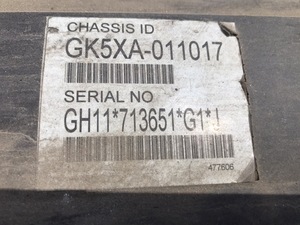 CHASSIS ID
GK5XA-011017
SERIAL NO
GH11*713651*G1*J
477606